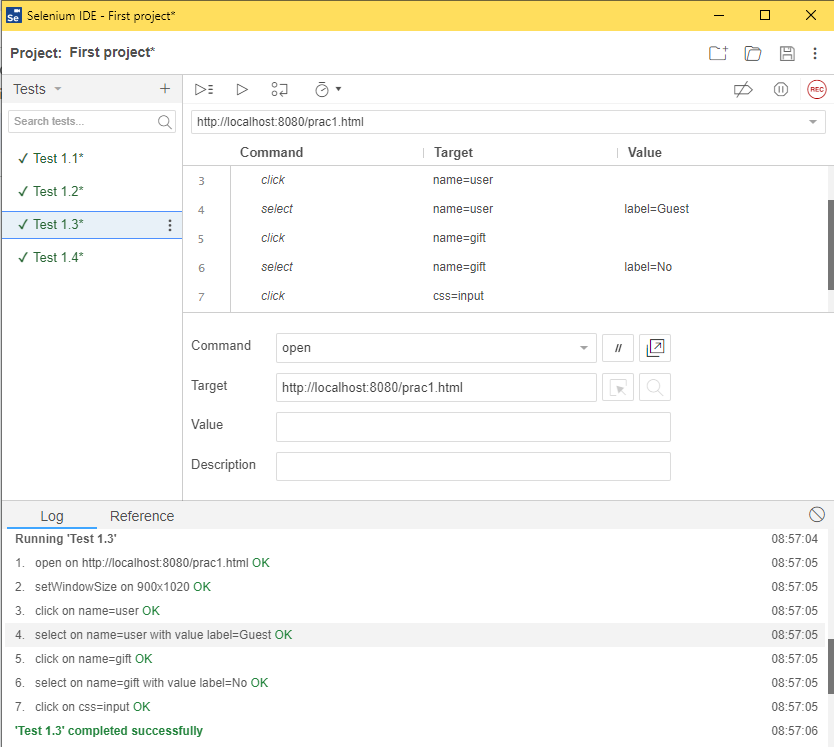 Se Selenium IDE - First project*
Project: First project*
Tests
Search tests...
✓ Test 1.1*
✓ Test 1.2*
✓ Test 1.3*
✓ Test 1.4*
REC
http://localhost:8080/prac1.html
Command Target Value
3 click name=user
4 select name=user label=Guest
5 click name=gift
6 select name=gift label=No
7 click css=input
Command open //
Target http://localhost:8080/prac1.html
Value
Description
Log Reference
Running 'Test 1.3' 08:57:04
1. open on http://localhost:8080/prac1.html OK 08:57:05
2. setWindowSize on 900x1020 OK 08:57:05
3. click on name=user OK 08:57:05
4. select on name=user with value label=Guest OK 08:57:05
5. click on name=gift OK 08:57:05
6. select on name=gift with value label=No OK 08:57:05
7. click on css=input OK 08:57:05
'Test 1.3' completed successfully 08:57:06